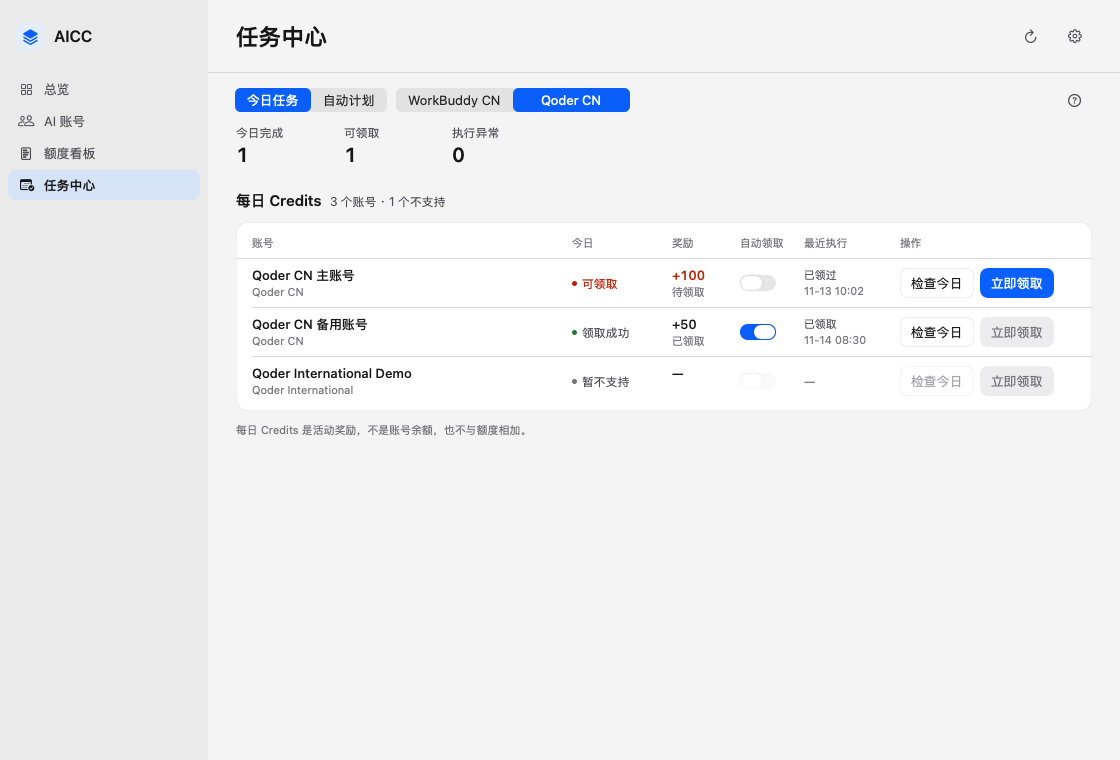 AICC
总览
AI 账号
额度看板
任务中心
任务中心
今日任务 自动计划 WorkBuddy CN Qoder CN
今日完成 可领取 执行异常
1 1 0
每日 Credits 3 个账号 · 1 个不支持
账号 今日 奖励 自动领取 最近执行 操作
Qoder CN 主账号
Qoder CN
可领取
+100
待领取
已领过
11-13 10:02
检查今日 立即领取
Qoder CN 备用账号
Qoder CN
领取成功
+50
已领取
已领取
11-14 08:30
检查今日 立即领取
Qoder International Demo
Qoder International
暂不支持
—
—
检查今日 立即领取
每日 Credits 是活动奖励，不是账号余额，也不与额度相加。